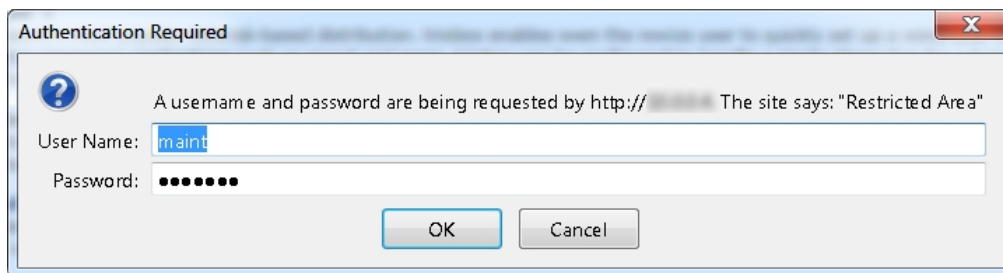 Authentication Required
A username and password are being requested by http:// The site says: "Restricted Area"
User Name: maint
Password: •••••••
OK Cancel